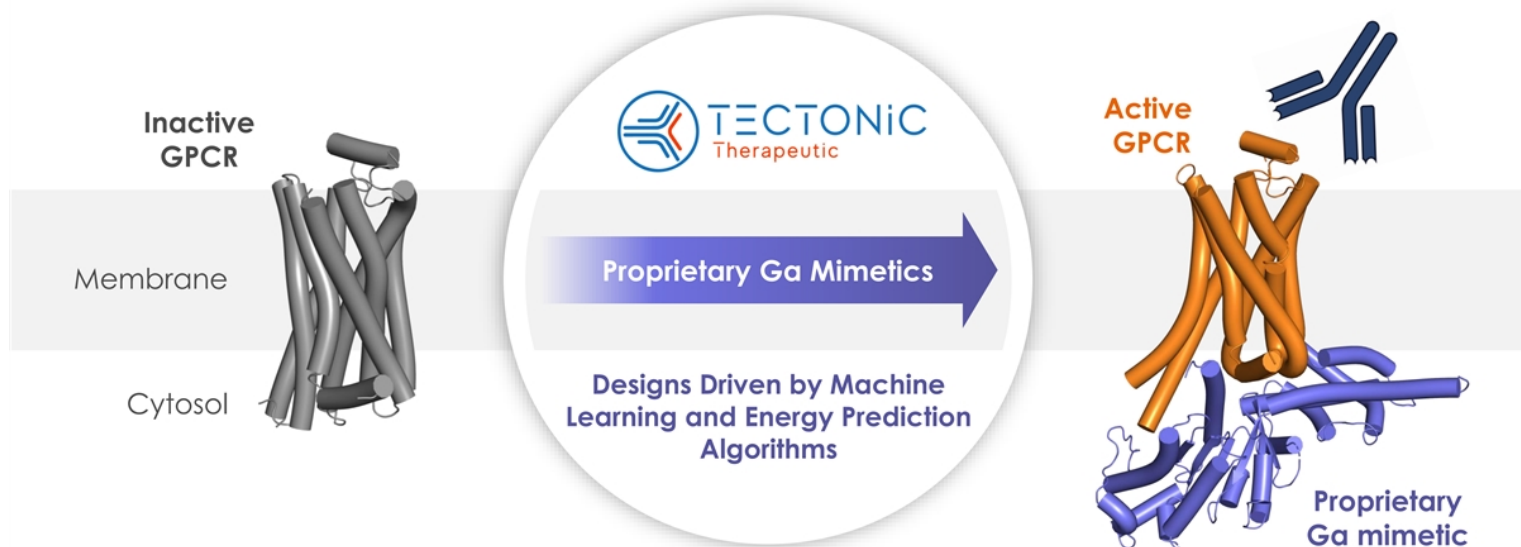 Inactive
GPCR
Membrane
Cytosol
TECTONiC
Therapeutic
Proprietary Ga Mimetics
Designs Driven by Machine
Learning and Energy Prediction
Algorithms
Active
GPCR
Proprietary
Ga mimetic